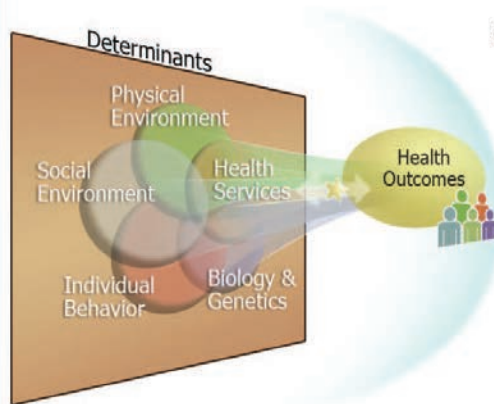 Determinants
Physical
Environment
Social
Environment
Health
Services
Individual
Behavior
Biology &
Genetics
Health
Outcomes